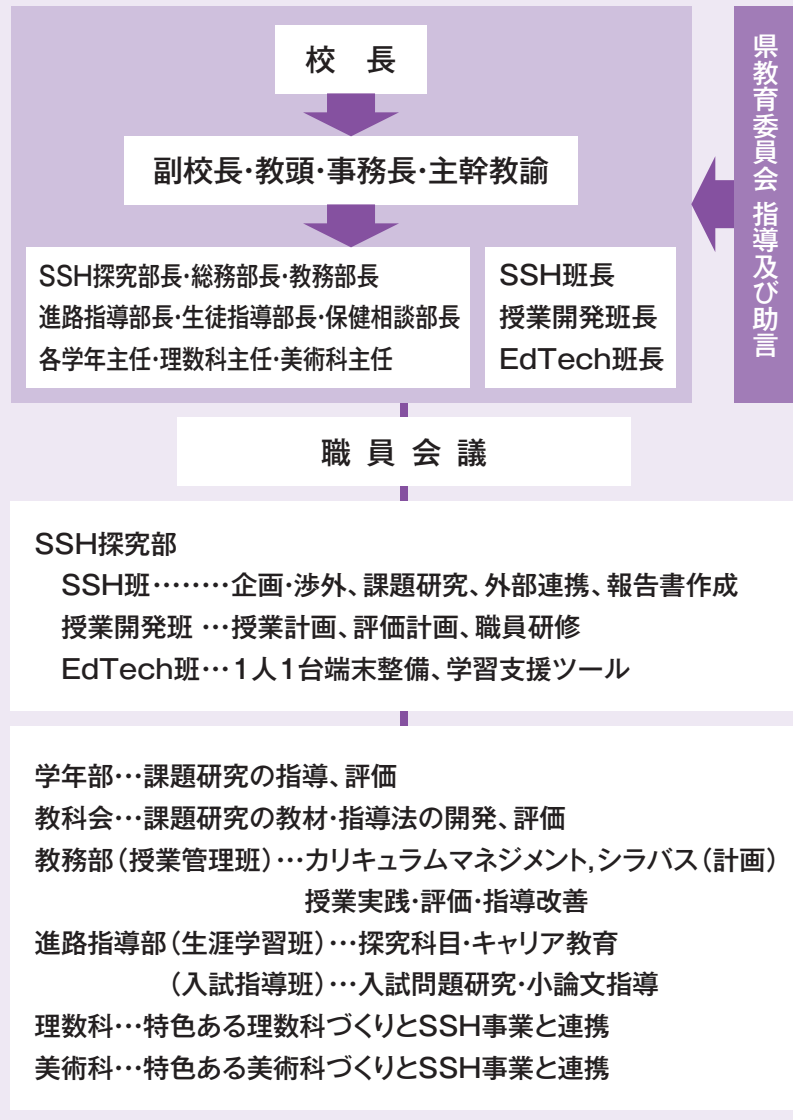 校 長
副校長・教頭・事務長・主幹教諭
SSH探究部長・総務部長・教務部長
進路指導部長・生徒指導部長・保健相談部長
各学年主任・理数科主任・美術科主任
SSH班長
授業開発班長
EdTech班長
県教育委員会 指導及び助言
職 員 会 議
SSH探究部
SSH班………企画・渉外、課題研究、外部連携、報告書作成
授業開発班 …授業計画、評価計画、職員研修
EdTech班…1人1台端末整備、学習支援ツール
学年部…課題研究の指導、評価
教科会…課題研究の教材・指導法の開発、評価
教務部（授業管理班）…カリキュラムマネジメント,シラバス（計画）
授業実践・評価・指導改善
進路指導部（生涯学習班）…探究科目・キャリア教育
（入試指導班）…入試問題研究・小論文指導
理数科…特色ある理数科づくりとSSH事業と連携
美術科…特色ある美術科づくりとSSH事業と連携